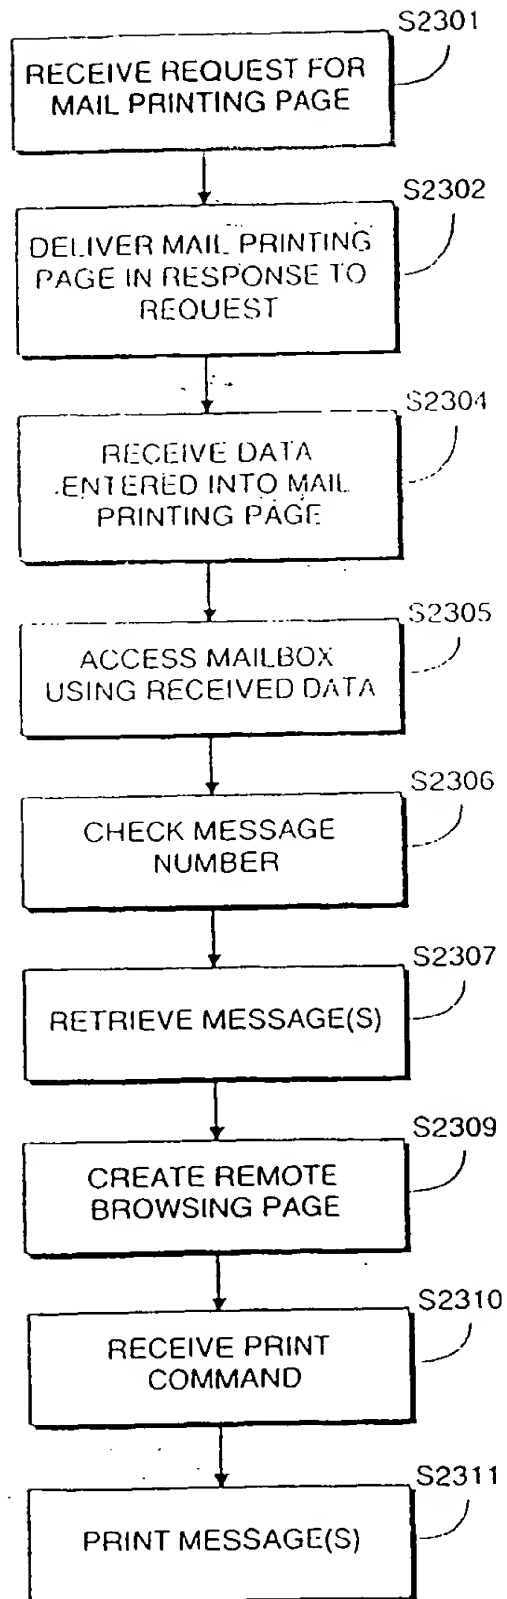 S2301
RECEIVE REQUEST FOR
MAIL PRINTING PAGE
S2302
DELIVER MAIL PRINTING
PAGE IN RESPONSE TO
REQUEST
S2304
RECEIVE DATA
ENTERED INTO MAIL
PRINTING PAGE
S2305
ACCESS MAILBOX
USING RECEIVED DATA
S2306
CHECK MESSAGE
NUMBER
S2307
RETRIEVE MESSAGE(S)
S2309
CREATE REMOTE
BROWSING PAGE
S2310
RECEIVE PRINT
COMMAND
S2311
PRINT MESSAGE(S)